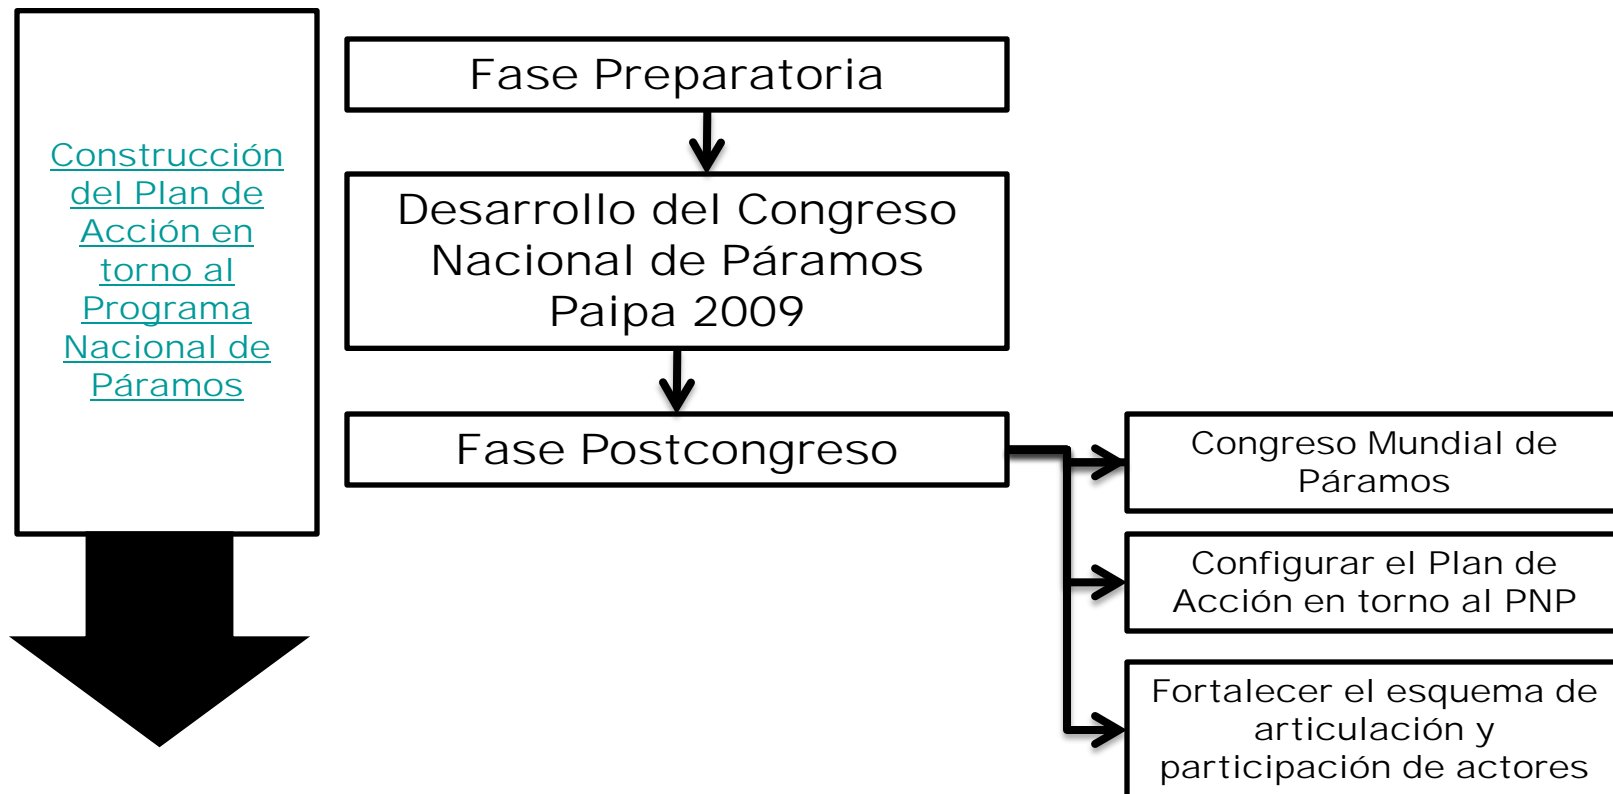 Construcción
del Plan de
Acción en
torno al
Programa
Nacional de
Páramos
Fase Preparatoria
Desarrollo del Congreso
Nacional de Páramos
Paipa 2009
Fase Postcongreso
Congreso Mundial de
Páramos
Configurar el Plan de
Acción en torno al PNP
Fortalecer el esquema de
articulación y
participación de actores